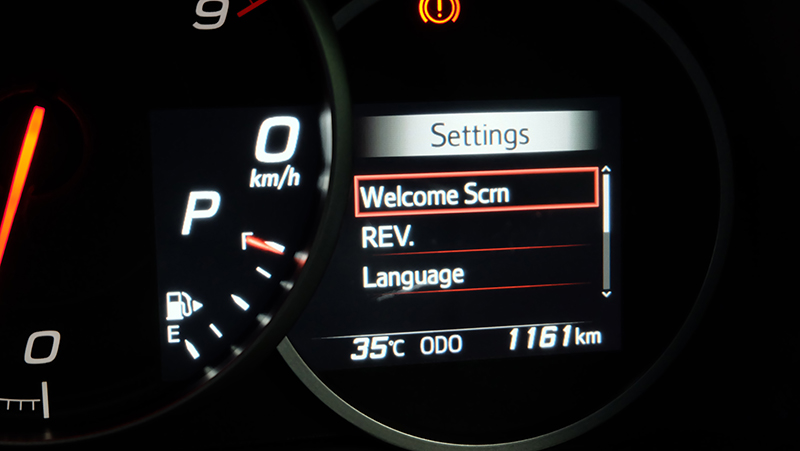 9
0
km/h
P
F
E
0
Settings
Welcome Scrn
REV.
Language
35°C ODO 1161 km